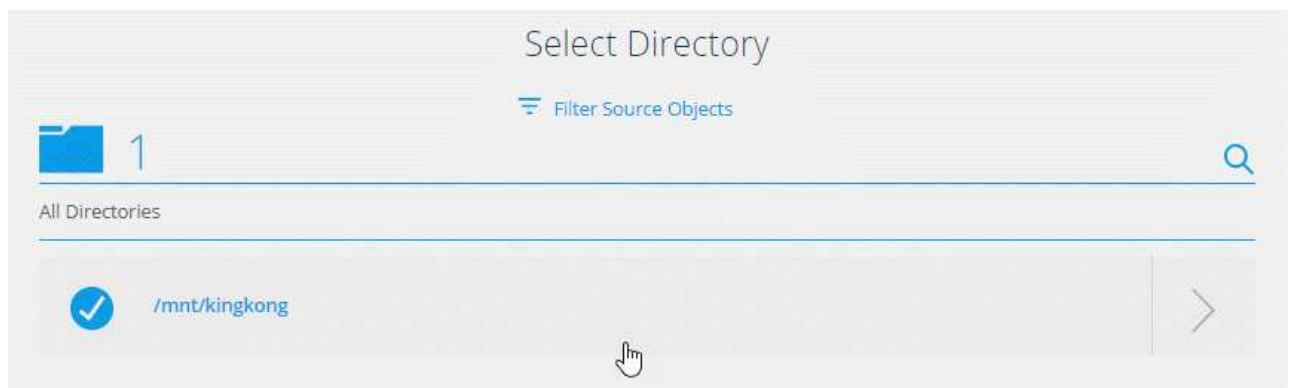 Select Directory
Filter Source Objects
1
All Directories
/mnt/kingkong